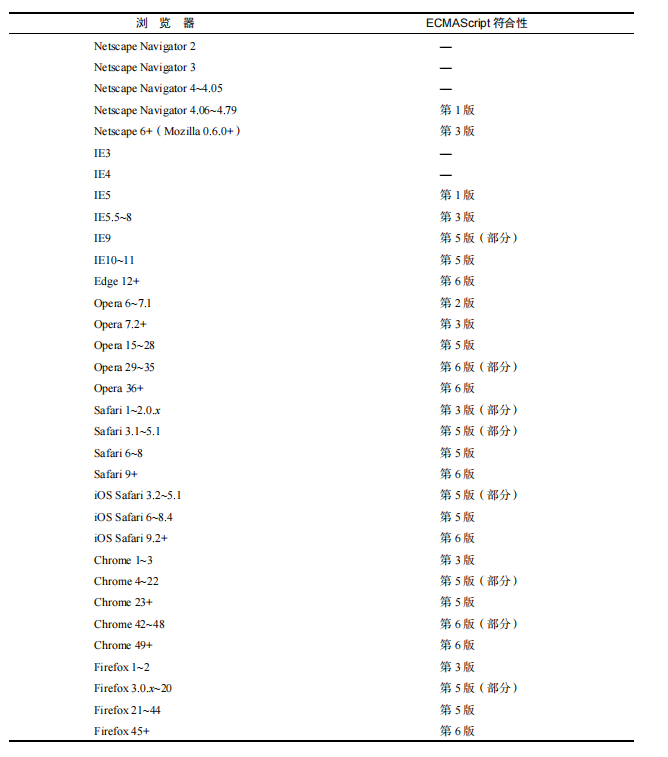 浏 览 器 ECMAScript 符合性
Netscape Navigator 2 —
Netscape Navigator 3 —
Netscape Navigator 4~4.05 —
Netscape Navigator 4.06~4.79 第 1 版
Netscape 6+（Mozilla 0.6.0+） 第 3 版
IE3 —
IE4 —
IE5 第 1 版
IE5.5~8 第 3 版
IE9 第 5 版（部分）
IE10~11 第 5 版
Edge 12+ 第 6 版
Opera 6~7.1 第 2 版
Opera 7.2+ 第 3 版
Opera 15~28 第 5 版
Opera 29~35 第 6 版（部分）
Opera 36+ 第 6 版
Safari 1~2.0.x 第 3 版（部分）
Safari 3.1~5.1 第 5 版（部分）
Safari 6~8 第 5 版
Safari 9+ 第 6 版
iOS Safari 3.2~5.1 第 5 版（部分）
iOS Safari 6~8.4 第 5 版
iOS Safari 9.2+ 第 6 版
Chrome 1~3 第 3 版
Chrome 4~22 第 5 版（部分）
Chrome 23+ 第 5 版
Chrome 42~48 第 6 版（部分）
Chrome 49+ 第 6 版
Firefox 1~2 第 3 版
Firefox 3.0.x~20 第 5 版（部分）
Firefox 21~44 第 5 版
Firefox 45+ 第 6 版